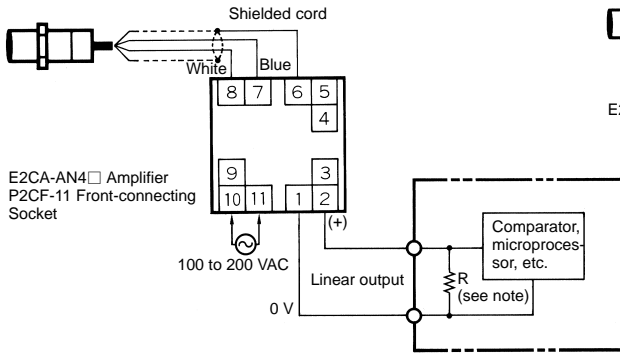 Shielded cord
White
Blue
8 7 6 5
4
9 3
10 11 1 2
E2CA-AN4□ Amplifier
P2CF-11 Front-connecting
Socket
(+)
100 to 200 VAC
Linear output
0 V
Comparator,
microproces-
sor, etc.
R
(see note)
E2